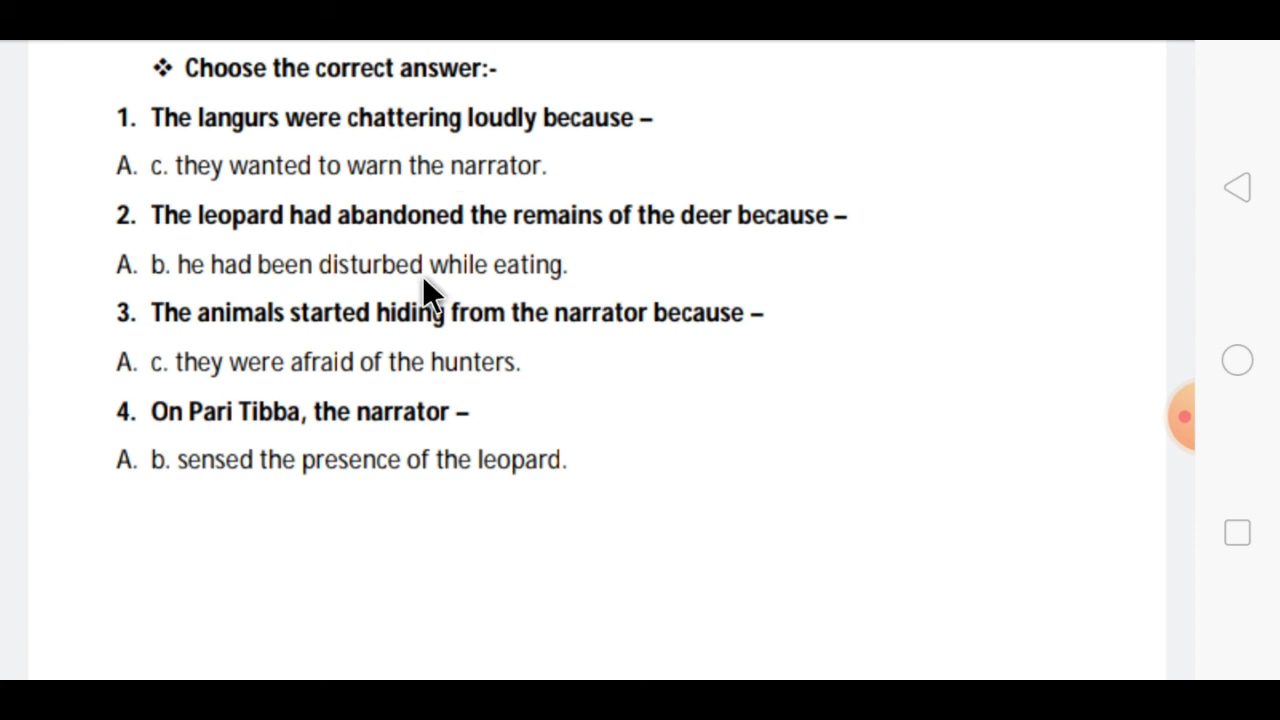 ❖ Choose the correct answer:-
1. The langurs were chattering loudly because –
A. c. they wanted to warn the narrator.
2. The leopard had abandoned the remains of the deer because –
A. b. he had been disturbed while eating.
3. The animals started hiding from the narrator because –
A. c. they were afraid of the hunters.
4. On Pari Tibba, the narrator –
A. b. sensed the presence of the leopard.